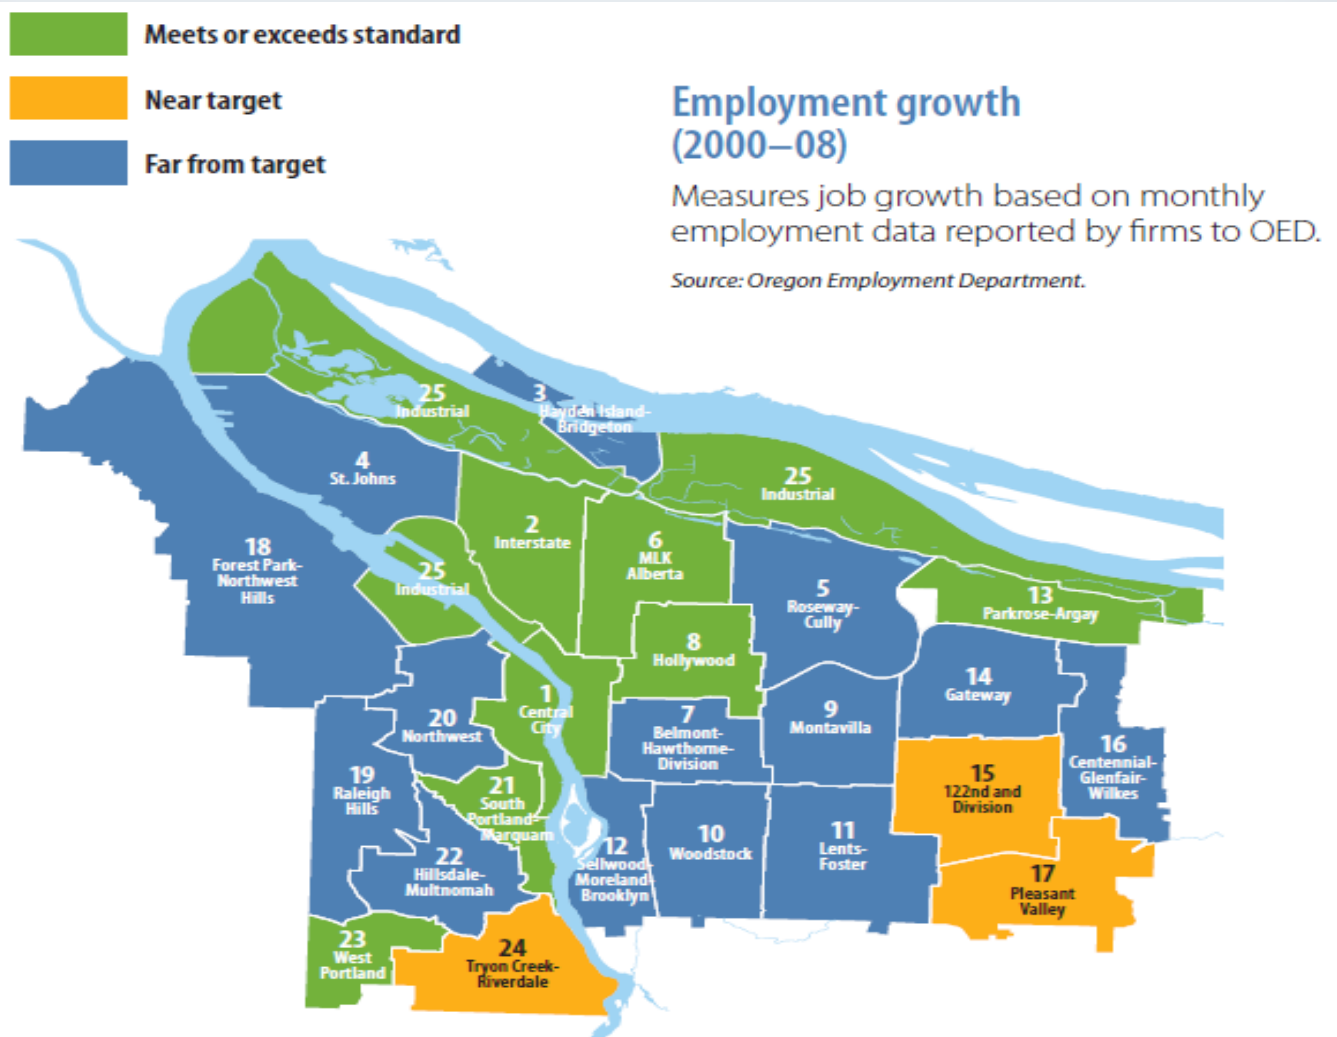 Meets or exceeds standard
Near target
Far from target
Employment growth
(2000–08)
Measures job growth based on monthly
employment data reported by firms to OED.
Source: Oregon Employment Department.
25
Industrial
3
Hayden Island-
Bridgeton
4
St. Johns
25
Industrial
2
Interstate
6
MLK
Alberta
18
Forest Park-
Northwest
Hills
25
Industrial
5
Roseway-
Cully
13
Parkrose-Argay
8
Hollywood
14
Gateway
1
Central
City
20
Northwest
7
Belmont-
Hawthorne-
Division
9
Montavilla
16
Centennial-
Glenfair-
Wilkes
19
Raleigh
Hills
21
South
Portland-
Marquam
15
122nd and
Division
22
Hillsdale-
Multnomah
12
Sellwood-
Moreland-
Brooklyn
10
Woodstock
11
Lents-
Foster
17
Pleasant
Valley
23
West
Portland
24
Tryon Creek-
Riverdale